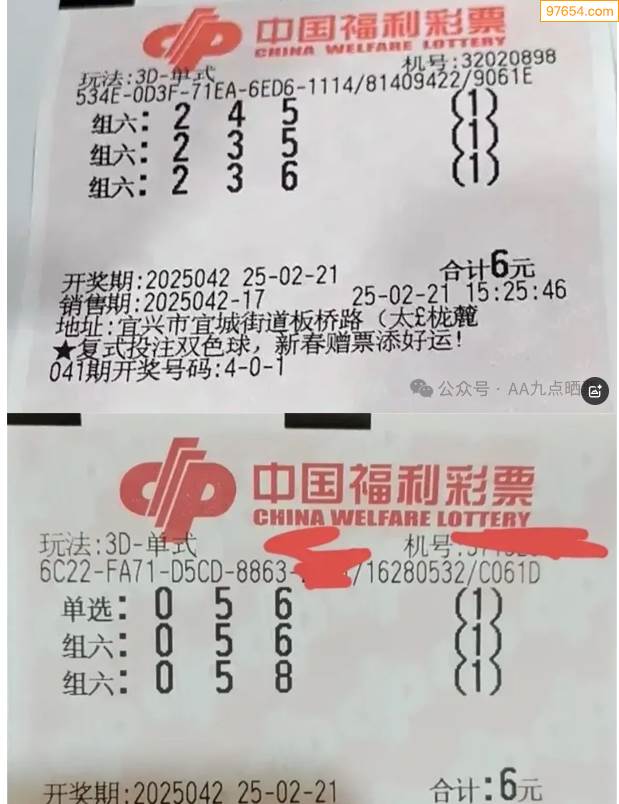 97654.com
中国福利彩票
CHINA WELFARE LOTTERY
玩法:3D-单式 机号:32020898
534E-0D3F-71EA-6ED6-1114/81409422/9061E
组六: 2 4 5 (1)
组六: 2 3 5 (1)
组六: 2 3 6 (1)
开奖期:2025042 25-02-21 合计6元
销售期:2025042-17 25-02-21 15:25:46
地址:宜兴市宜城街道板桥路（太
★复式投注双色球，新春赠票添好运！
041期开奖号码:4-0-1
公众号 · AA九点晒
中国福利彩票
CHINA WELFARE LOTTERY
玩法:3D-单式 机号:
6C22-FA71-D5CD-8863- /16280532/C061D
单选: 0 5 6 (1)
组六: 0 5 6 (1)
组六: 0 5 8 (1)
开奖期:2025042 25-02-21 合计:6元